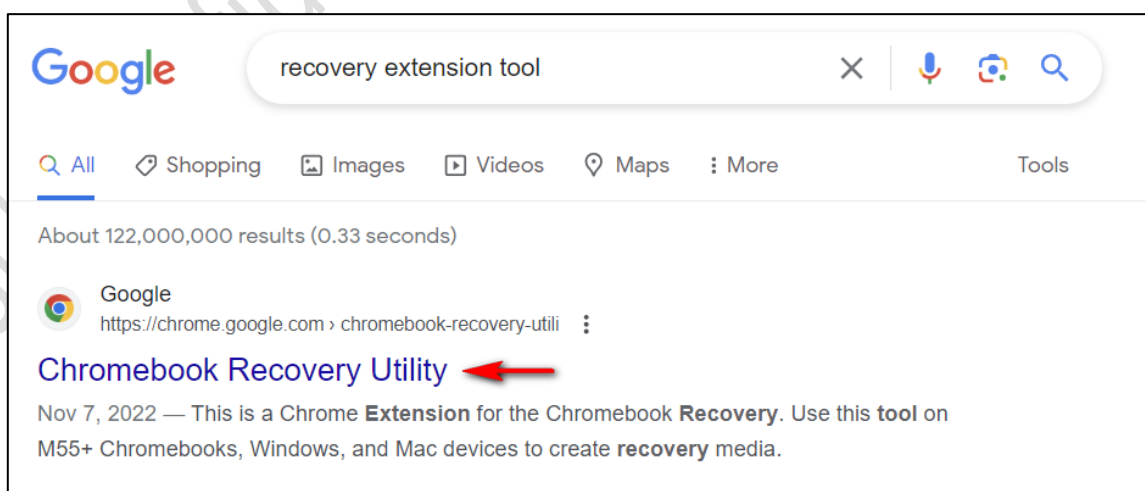 Google
recovery extension tool
All Shopping Images Videos Maps More Tools
About 122,000,000 results (0.33 seconds)
Google
https://chrome.google.com › chromebook-recovery-utili
Chromebook Recovery Utility
Nov 7, 2022 — This is a Chrome Extension for the Chromebook Recovery. Use this tool on
M55+ Chromebooks, Windows, and Mac devices to create recovery media.